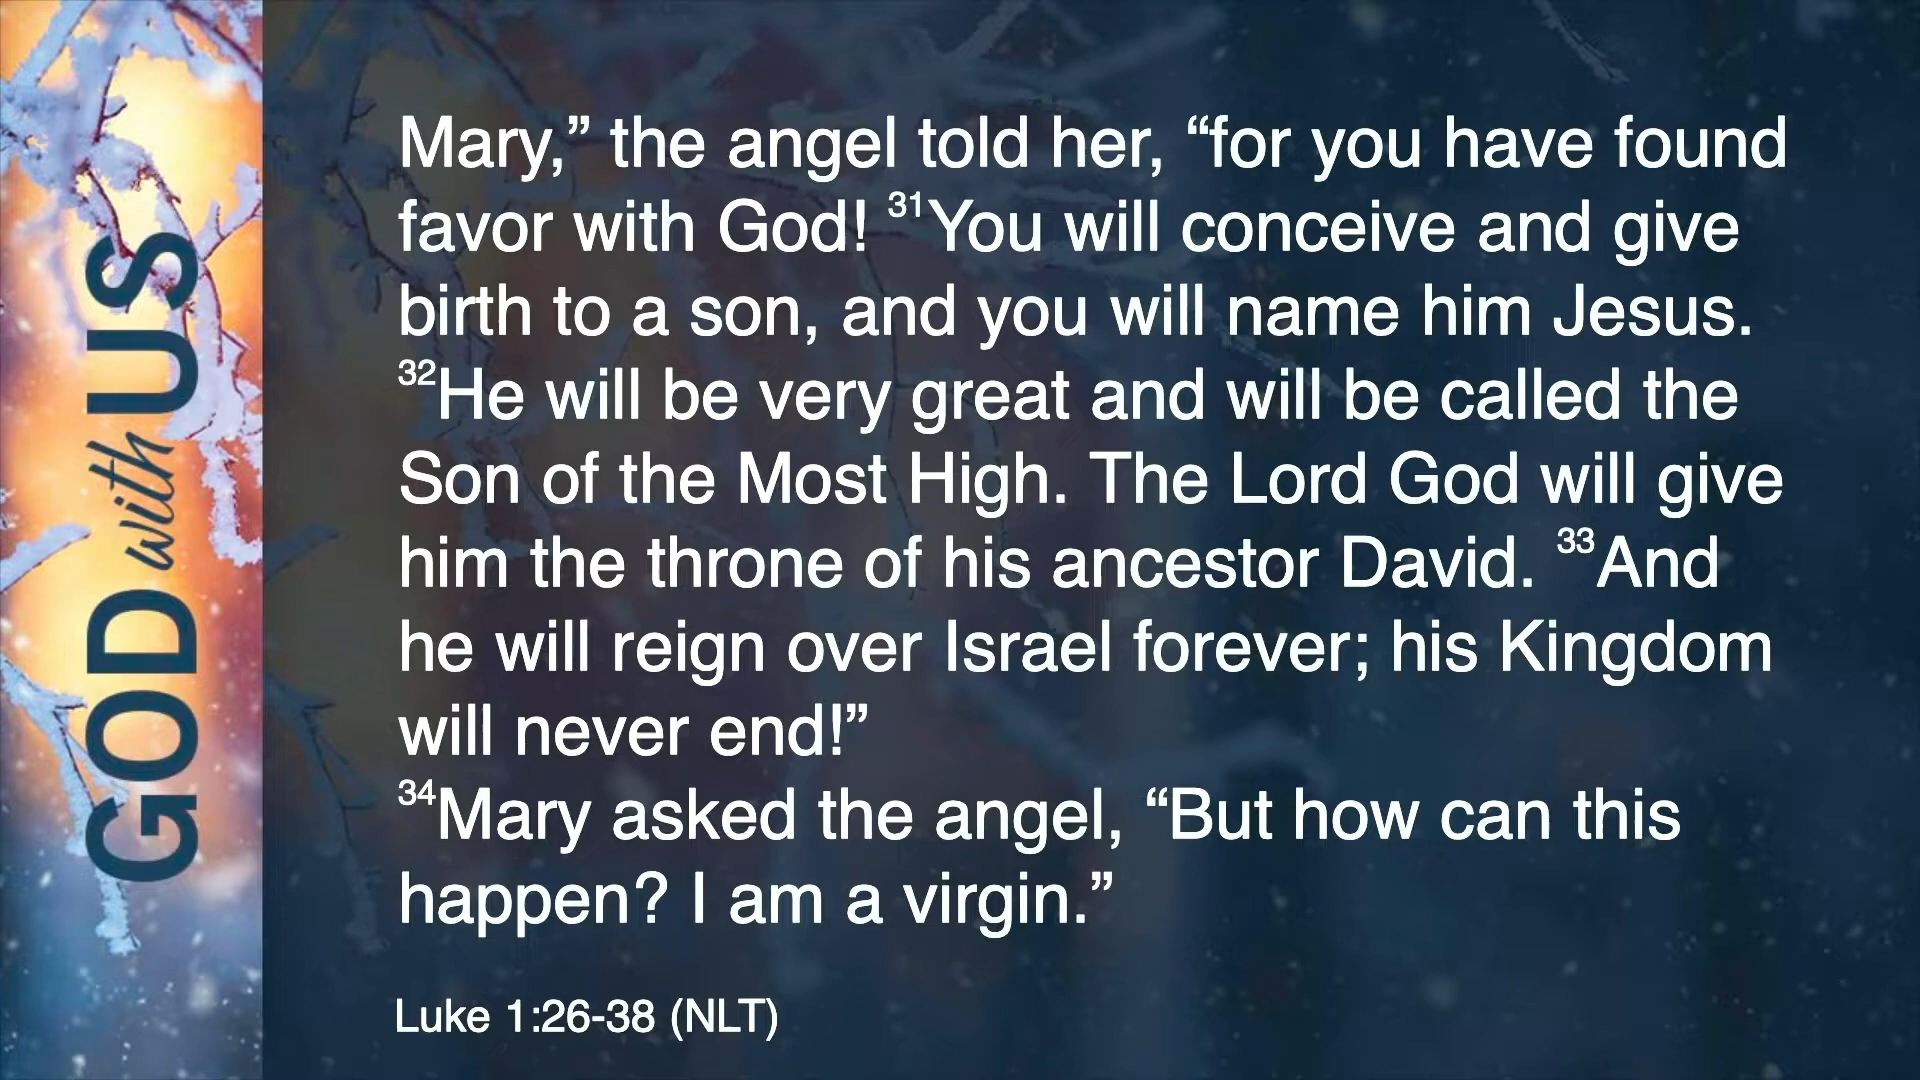 GOD with US
Mary,” the angel told her, “for you have found
favor with God! 31You will conceive and give
birth to a son, and you will name him Jesus.
32He will be very great and will be called the
Son of the Most High. The Lord God will give
him the throne of his ancestor David. 33And
he will reign over Israel forever; his Kingdom
will never end!”
34Mary asked the angel, “But how can this
happen? I am a virgin.”
Luke 1:26-38 (NLT)